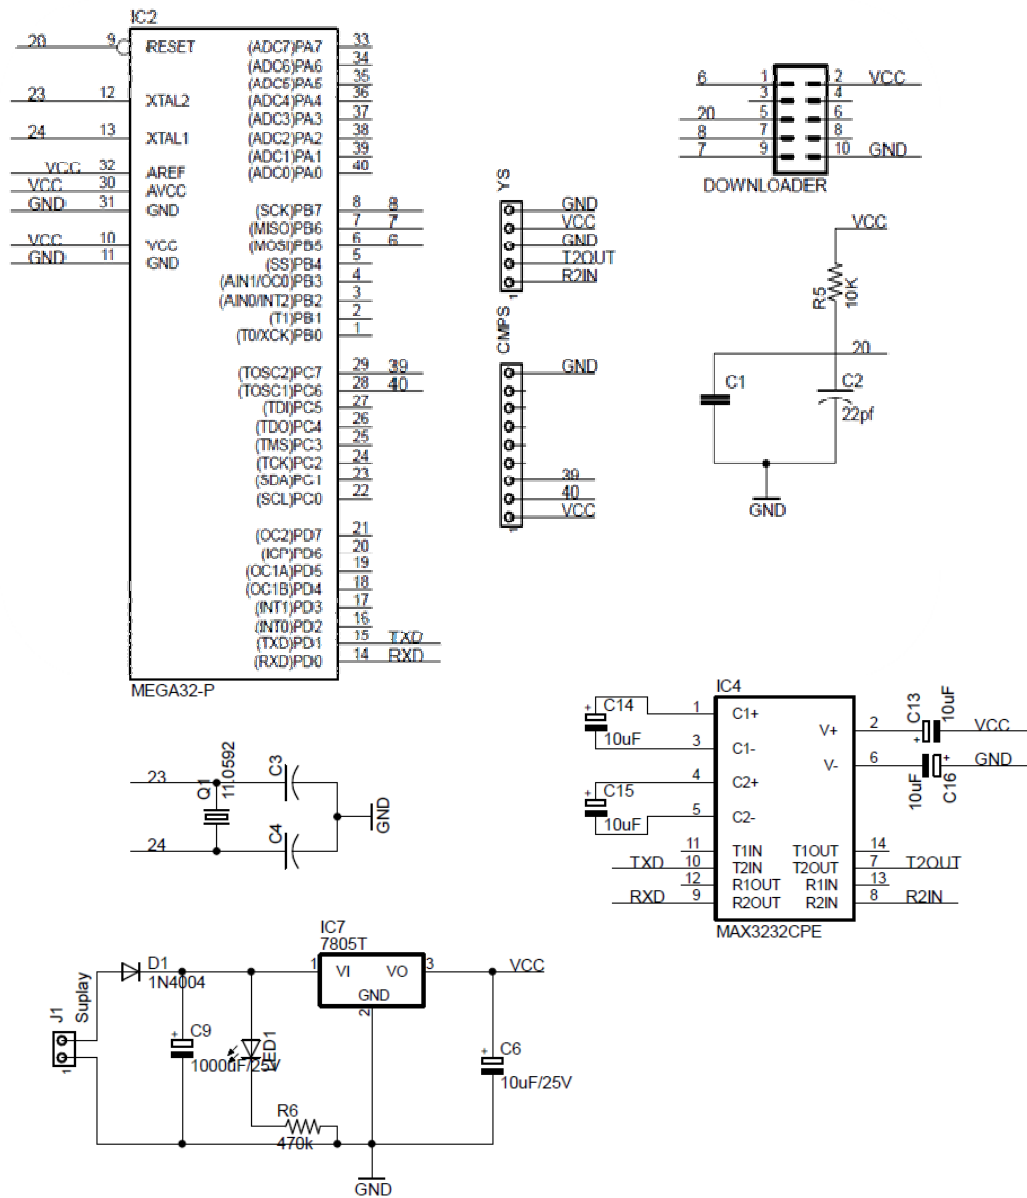 IC2
20 9 RESET (ADC7)PA7 33
(ADC6)PA6 34
(ADC5)PA5 35
23 12 XTAL2 (ADC4)PA4 36
(ADC3)PA3 37
24 13 XTAL1 (ADC2)PA2 38
(ADC1)PA1 39
VCC 32 AREF (ADC0)PA0 40
VCC 30 AVCC
GND 31 GND (SCK)PB7 8 8
(MISO)PB6 7 7
VCC 10 VCC (MOSI)PB5 6 6
GND 11 GND (SS)PB4 5
(AIN1/OC0)PB3 4
(AIN0/INT2)PB2 3
(T1)PB1 2
(T0/XCK)PB0 1
(TOSC2)PC7 29 39
(TOSC1)PC6 28 40
(TDI)PC5 27
(TDO)PC4 26
(TMS)PC3 25
(TCK)PC2 24
(SDA)PC1 23
(SCL)PC0 22
(OC2)PD7 21
(ICP)PD6 20
(OC1A)PD5 19
(OC1B)PD4 18
(INT1)PD3 17
(INT0)PD2 16
(TXD)PD1 15 TXD
(RXD)PD0 14 RXD
MEGA32-P
6 1 2 VCC
3 4
20 5 6
8 7 8
7 9 10 GND
DOWNLOADER
YS
GND
VCC
GND
T2OUT
R2IN
1
CMPS
GND
39
40
VCC
1
VCC
R5
10K
20
C1
C2
22pf
GND
23
Q1
11.0592
C3
GND
24
C4
IC4
C14
10uF
1 C1+
3 C1-
C15
10uF
4 C2+
5 C2-
V+ 2 C13 10uF VCC
V- 6 10uF C16 GND
11 T1IN T1OUT 14
TXD 10 T2IN T2OUT 7 T2OUT
12 R1OUT R1IN 13
RXD 9 R2OUT R2IN 8 R2IN
MAX3232CPE
J1
Suplay
1
D1
1N4004
IC7
7805T
1 VI VO 3 VCC
GND
2
C9
1000uF/25V
LED1
R6
470k
C6
10uF/25V
GND